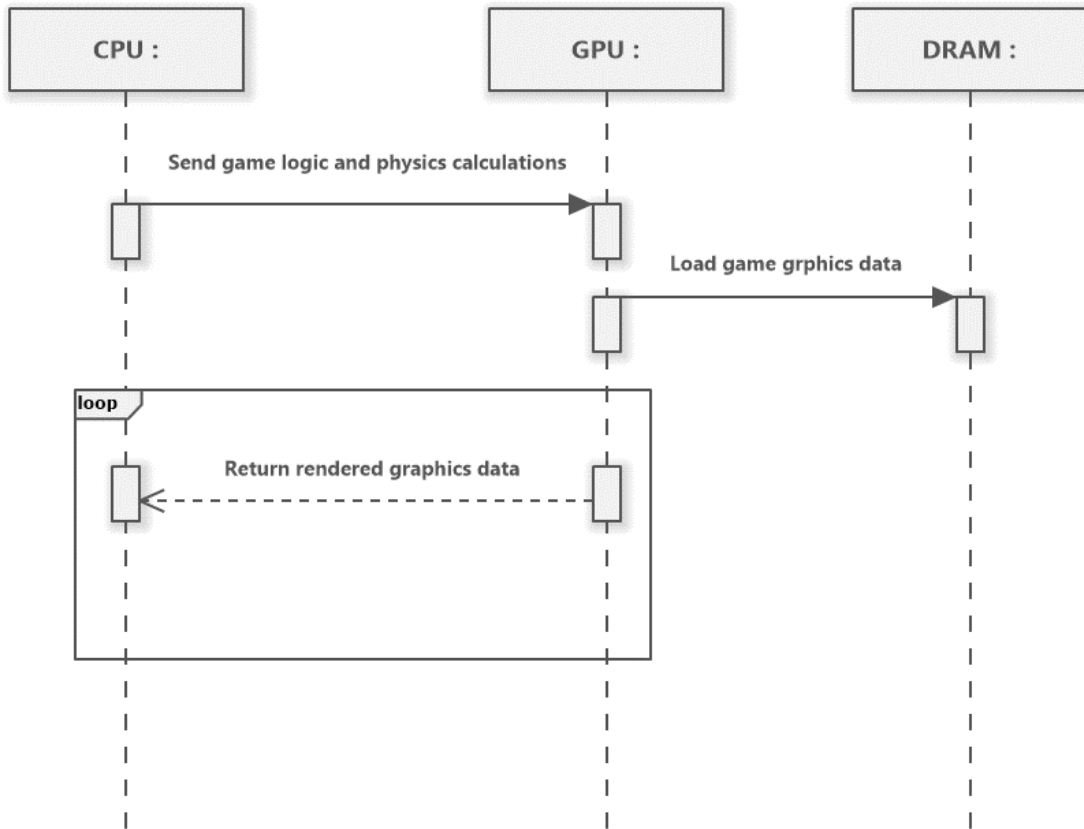 CPU :
GPU :
DRAM :
Send game logic and physics calculations
Load game grphics data
loop
Return rendered graphics data